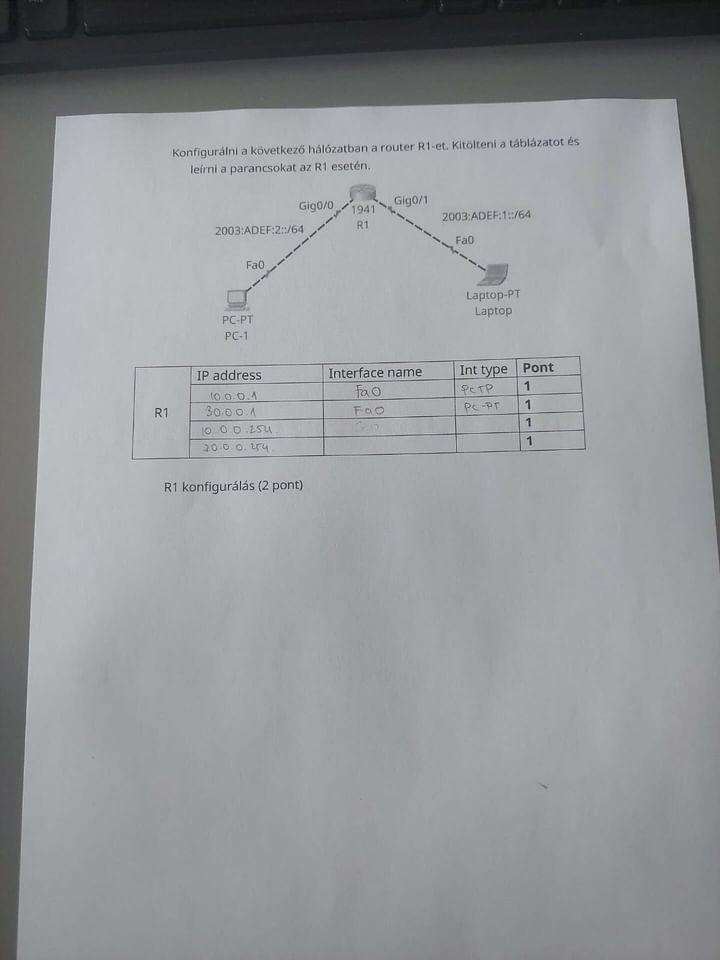 Konfigurálni a következő hálózatban a router R1-et. Kitölteni a táblázatot és
leírni a parancsokat az R1 esetén.
Gig0/0
Gig0/1
1941
R1
2003:ADEF:2::/64
2003:ADEF:1::/64
Fa0
Fa0
PC-PT
PC-1
Laptop-PT
Laptop
R1
IP address Interface name Int type Pont
10.0.0.1 Fa0 PCTP 1
30.0.0.1 Fa0 PC-PT 1
10.0.0.254 1
20.0.0.254 1
R1 konfigurálás (2 pont)